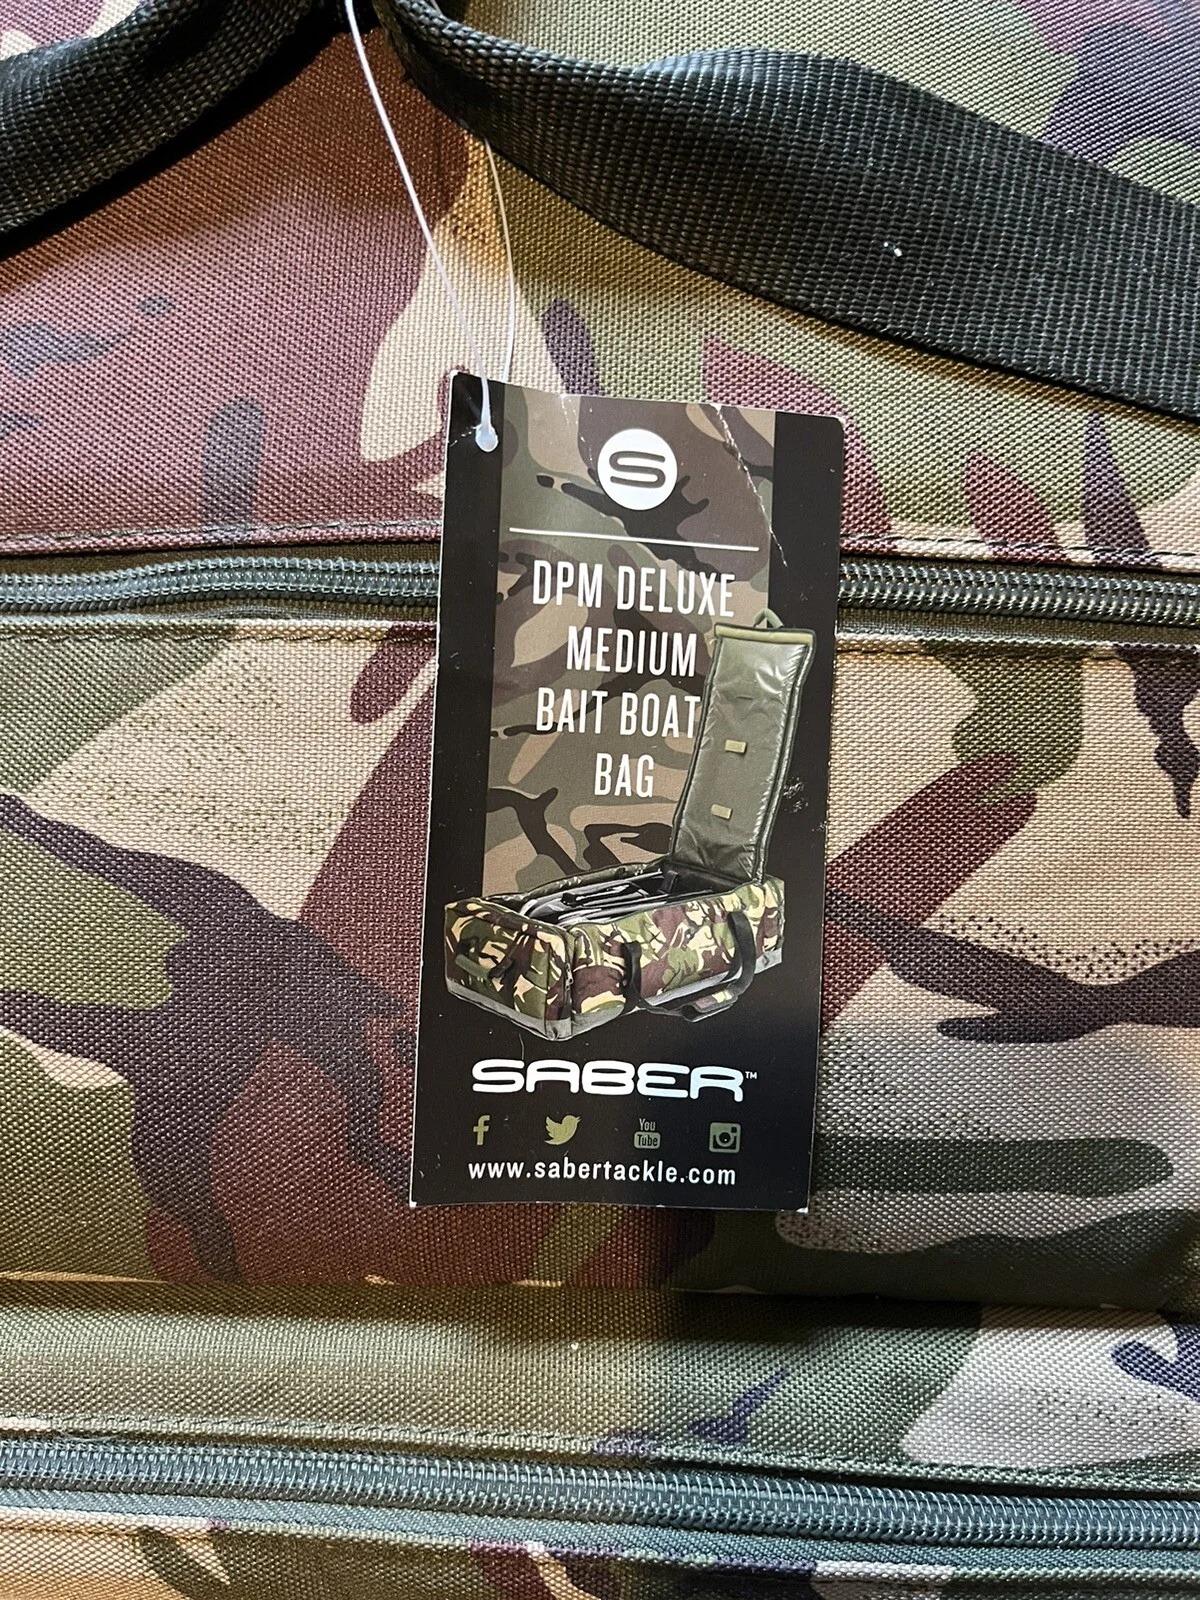 S
DPM DELUXE
MEDIUM
BAIT BOAT
BAG
SABER™
f
You
Tube
www.sabertackle.com